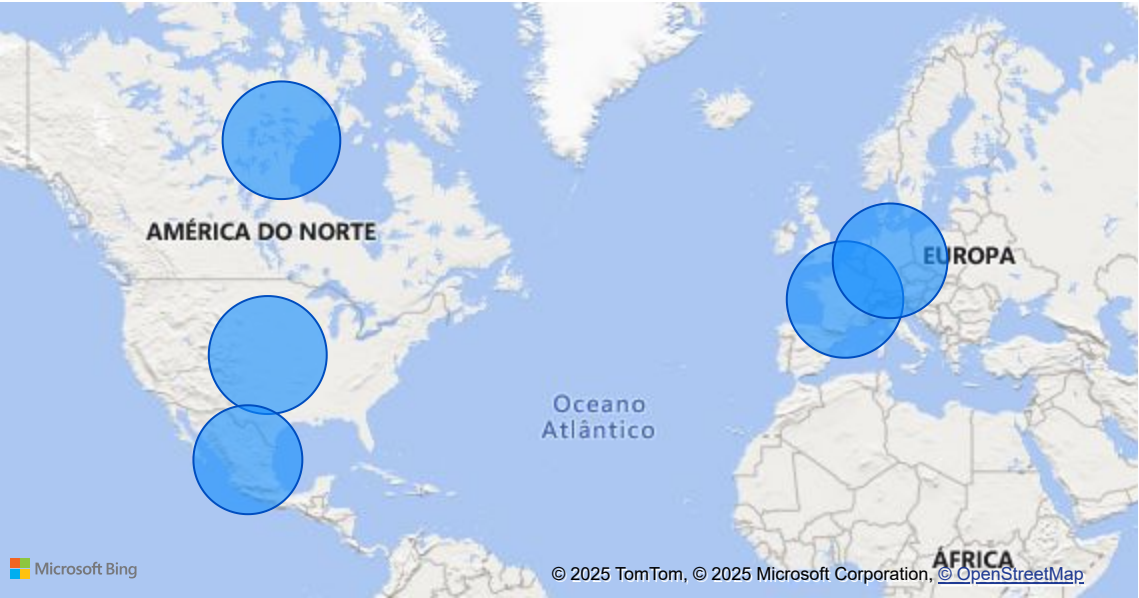 AMÉRICA DO NORTE
EUROPA
Oceano
Atlântico
ÁFRICA
Microsoft Bing
© 2025 TomTom, © 2025 Microsoft Corporation, © OpenStreetMap